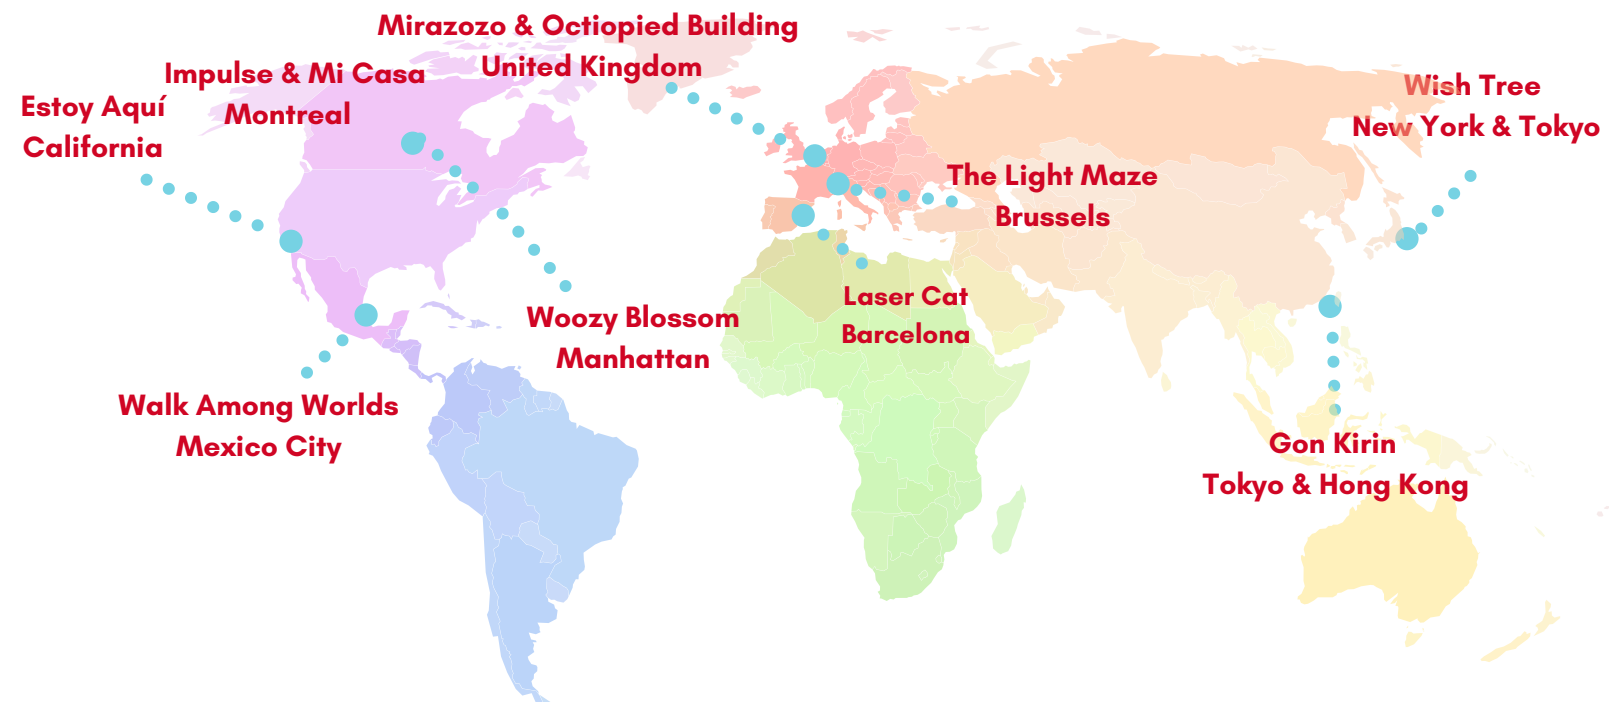 Mirazozo & Octiopied Building
United Kingdom
Impulse & Mi Casa
Montreal
Estoy Aquí
California
Wish Tree
New York & Tokyo
The Light Maze
Brussels
Laser Cat
Barcelona
Woozy Blossom
Manhattan
Walk Among Worlds
Mexico City
Gon Kirin
Tokyo & Hong Kong